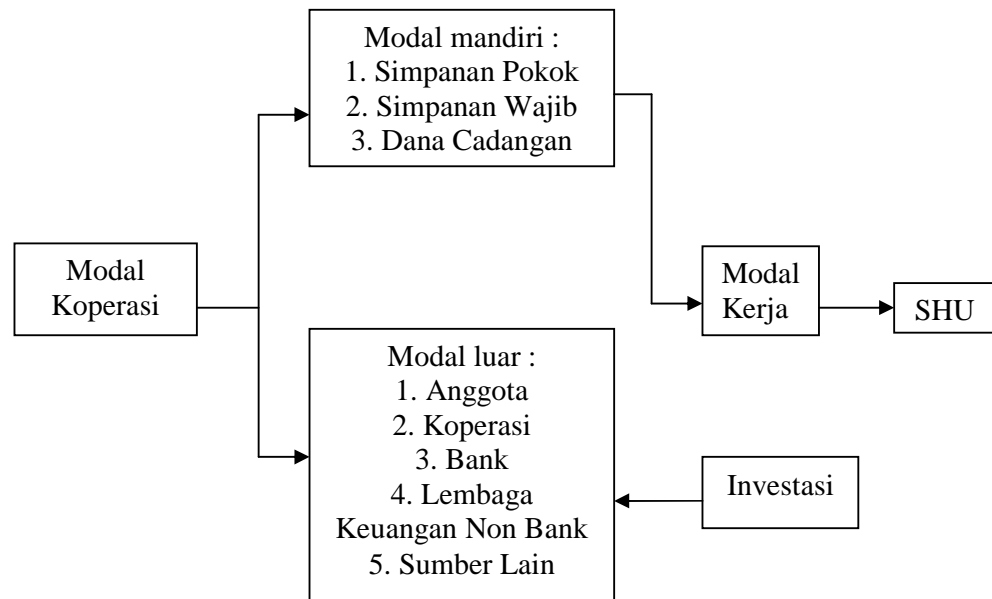 Modal mandiri :
1. Simpanan Pokok
2. Simpanan Wajib
3. Dana Cadangan
Modal
Koperasi
Modal
Kerja
SHU
Modal luar :
1. Anggota
2. Koperasi
3. Bank
4. Lembaga
Keuangan Non Bank
5. Sumber Lain
Investasi